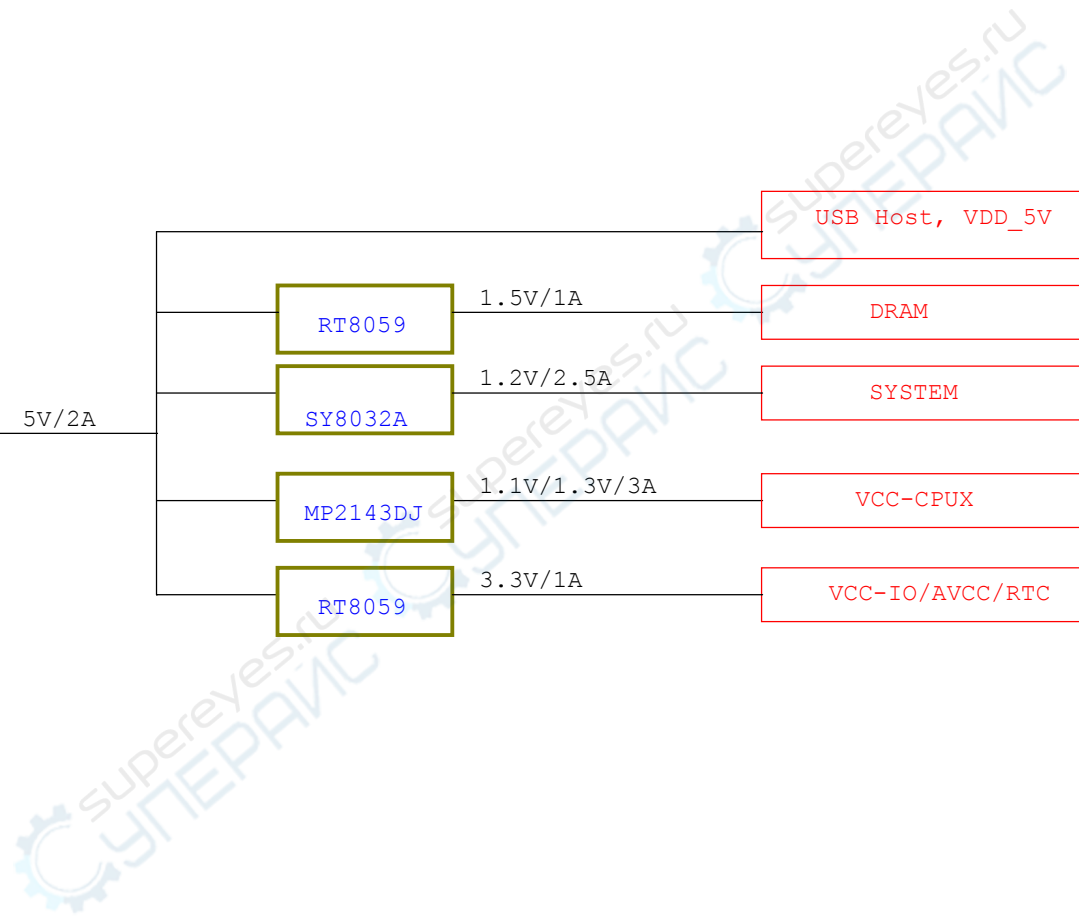 USB Host, VDD_5V
1.5V/1A
RT8059
DRAM
1.2V/2.5A
SY8032A
SYSTEM
5V/2A
1.1V/1.3V/3A
MP2143DJ
VCC-CPUX
3.3V/1A
RT8059
VCC-IO/AVCC/RTC
supereyes.ru
СУПЕРАЙС
supereyes.ru
СУПЕРАЙС
supereyes.ru
СУПЕРАЙС